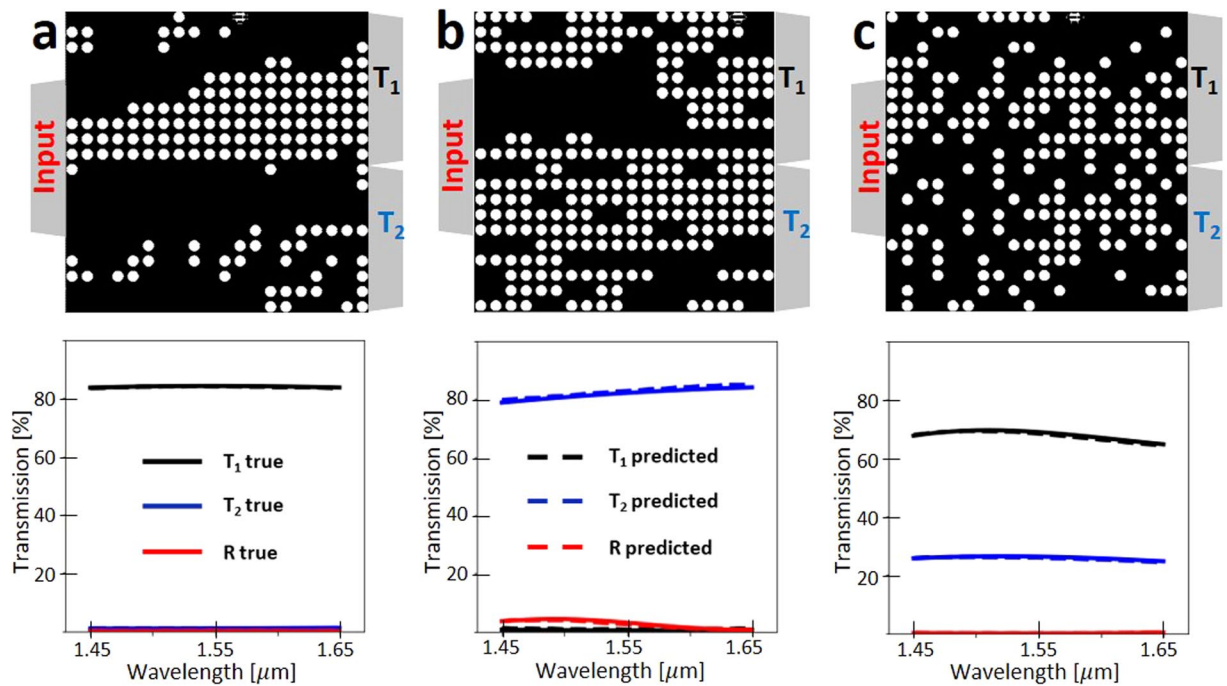 a
Input
T1
T2
b
Input
T1
T2
c
Input
T1
T2
Transmission [%]
80
60
40
20
T1 true
T2 true
R true
1.45
1.55
1.65
Wavelength [μm]
Transmission [%]
80
60
40
20
T1 predicted
T2 predicted
R predicted
1.45
1.55
1.65
Wavelength [μm]
Transmission [%]
80
60
40
20
1.45
1.55
1.65
Wavelength [μm]